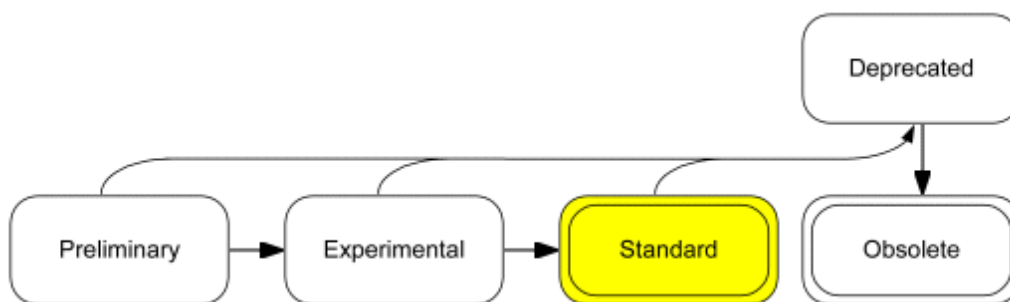 Deprecated
Preliminary
Experimental
Standard
Obsolete